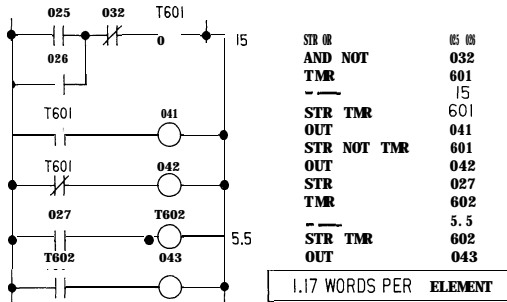 025 032 T601
0 15
026
T601 041
T601 042
027 T602
5.5
T602 043
STR OR 025 026
AND NOT 032
TMR 601
15
STR TMR 601
OUT 041
STR NOT TMR 601
OUT 042
STR 027
TMR 602
5.5
STR TMR 602
OUT 043
1.17 WORDS PER ELEMENT